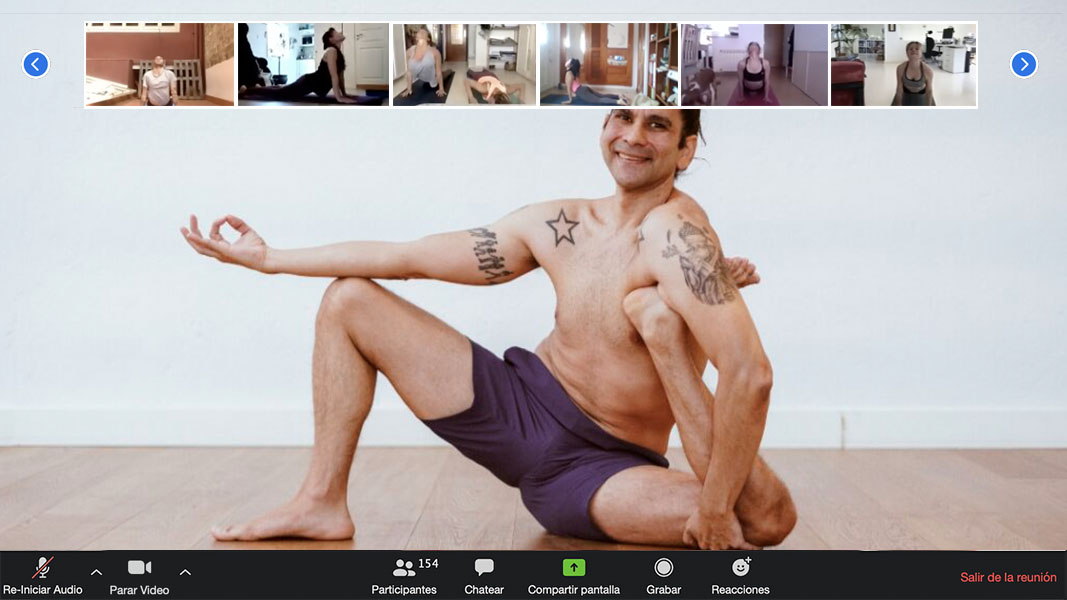 154
Re-Iniciar Audio
Parar Video
Participantes
Chatear
Compartir pantalla
Grabar
Reacciones
Salir de la reunión